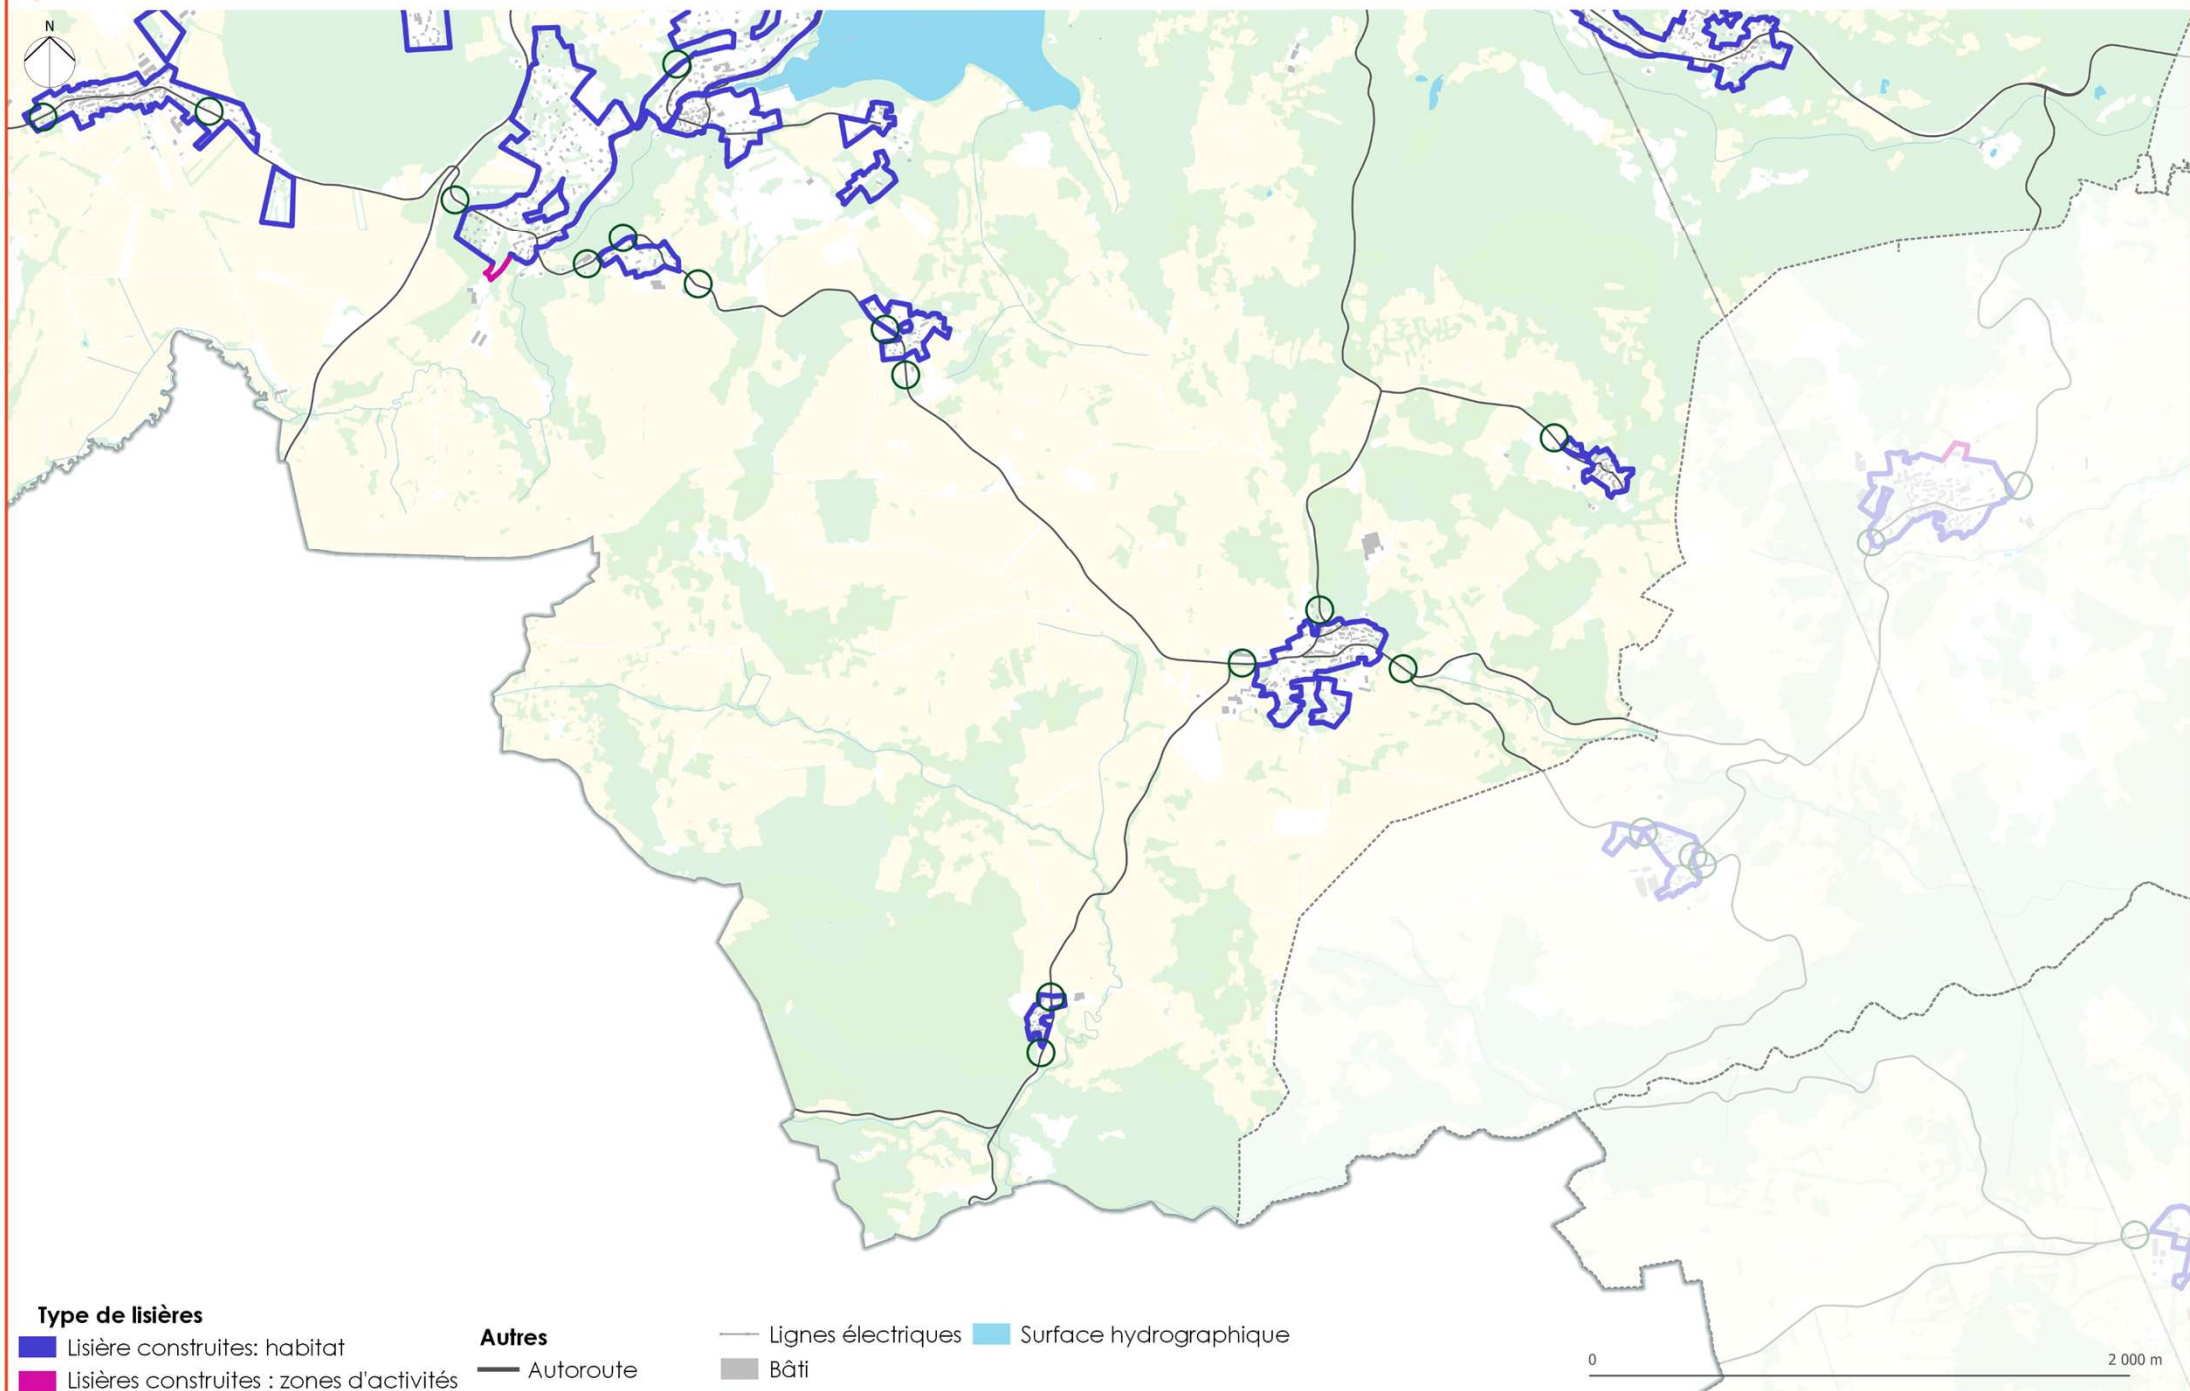 N
Type de lisières
Lisière construites: habitat
Lisières construites : zones d'activités
Autres
Autoroute
Lignes électriques
Bâti
Surface hydrographique
0
2 000 m